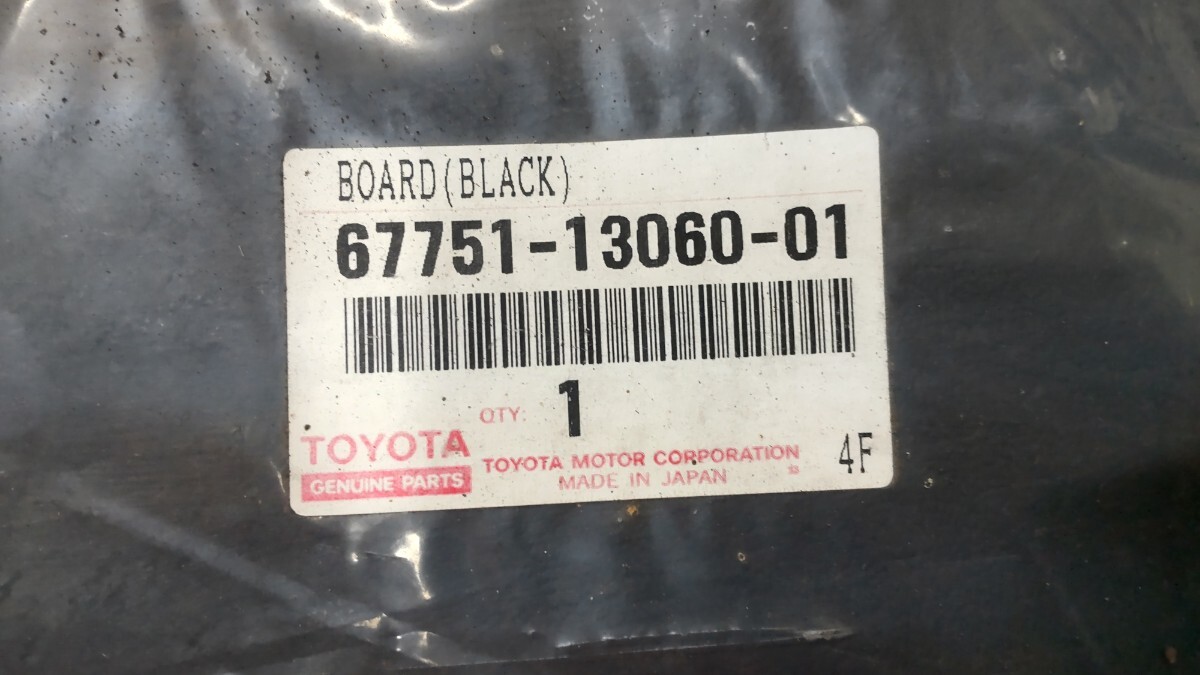 BOARD(BLACK)
67751-13060-01
QTY: 1
TOYOTA
GENUINE PARTS
TOYOTA MOTOR CORPORATION
MADE IN JAPAN
4F